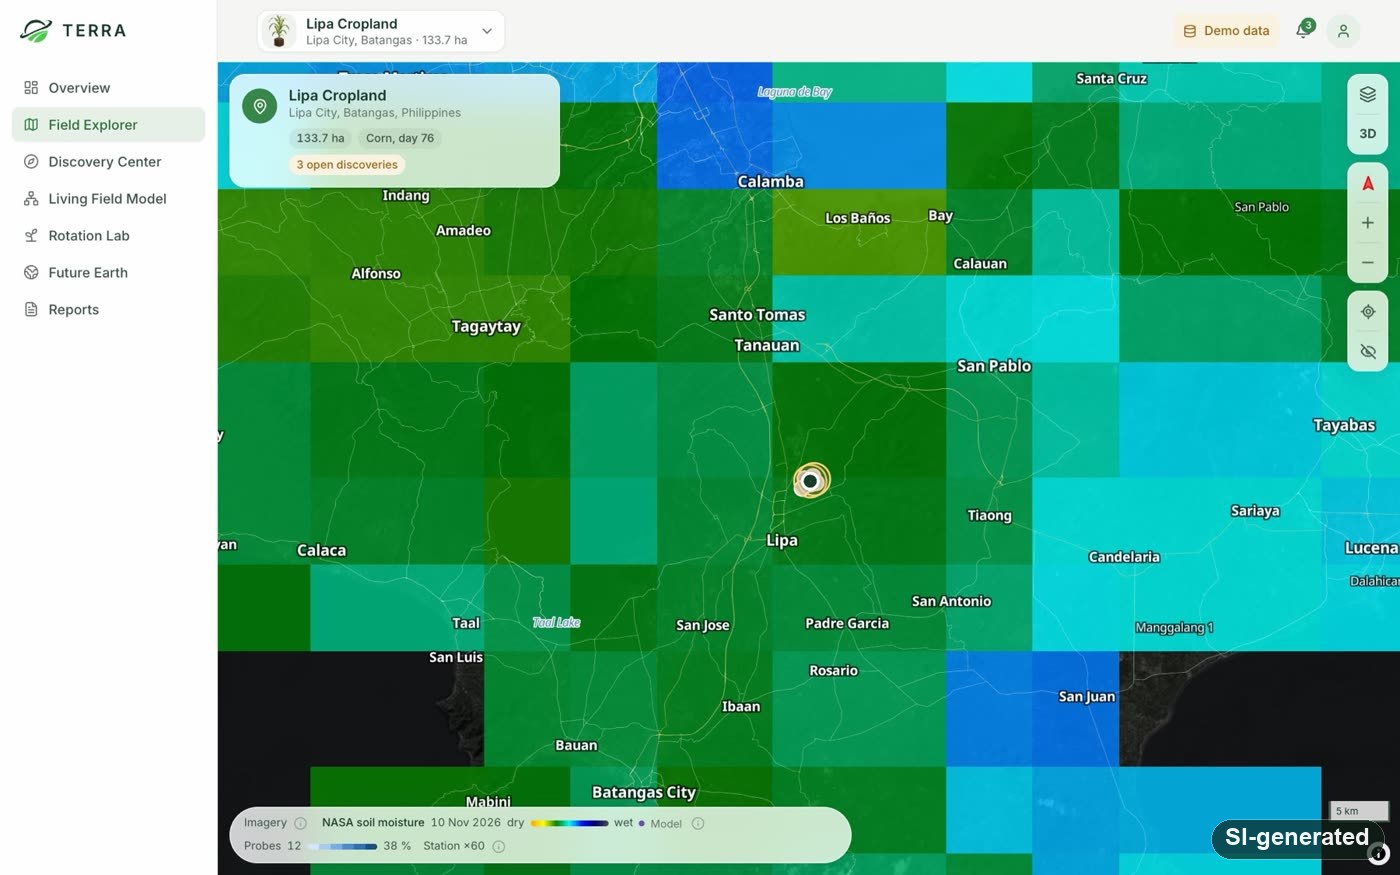 TERRA
Lipa Cropland
Lipa City, Batangas · 133.7 ha
Demo data
3
Overview
Field Explorer
Discovery Center
Living Field Model
Rotation Lab
Future Earth
Reports
Lipa Cropland
Lipa City, Batangas, Philippines
133.7 ha
Corn, day 76
3 open discoveries
Laguna de Bay
Santa Cruz
3D
Calamba
Indang
Amadeo
Los Baños
Bay
San Pablo
Alfonso
Calauan
Tagaytay
Santo Tomas
Tanauan
San Pablo
Tayabas
Sariaya
Tiaong
Lipa
Calaca
Candelaria
Lucena
Dalahican
San Antonio
Taal
Taal Lake
San Jose
Padre Garcia
Manggalang 1
San Luis
Rosario
San Juan
Ibaan
Bauan
Batangas City
Mabini
Imagery NASA soil moisture 10 Nov 2026 dry wet Model
Probes 12 38 % Station ×60
5 km
SI-generated